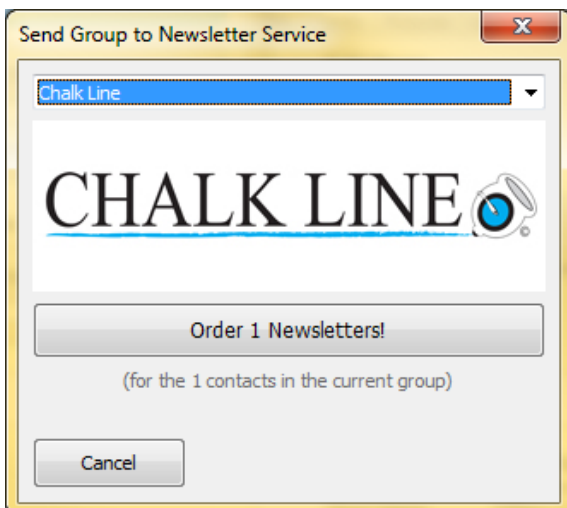 Send Group to Newsletter Service
Chalk Line
CHALK LINE
©
Order 1 Newsletters!
(for the 1 contacts in the current group)
Cancel